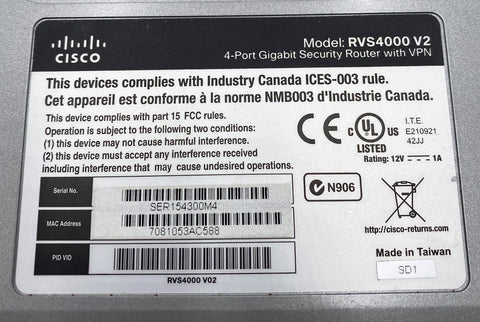 CISCO
Model: RVS4000 V2
4-Port Gigabit Security Router with VPN
This devices complies with Industry Canada ICES-003 rule.
Cet appareil est conforme à la norme NMB003 d'Industrie Canada.
This device complies with part 15 FCC rules.
Operation is subject to the following two conditions:
(1) this device may not cause harmful interference.
(2) this device must accept any interference received
including interference that may cause undesired operations.
CE
C UL US
LISTED
I.T.E.
E210921
42JJ
Rating: 12V ⎓ 1A
Serial No.
SER154300M4
MAC Address
7081053AC588
PID VID
RVS4000 V02
N906
http://cisco-returns.com
Made in Taiwan
SD1